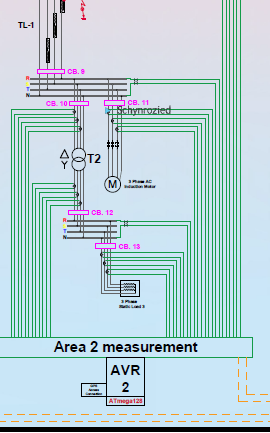 TL-1
CB. 9
R
S
T
N
CB. 10
CB. 11
Schynrozied
T2
M
3 Phase AC
Induction Motor
CB. 12
R
S
T
N
CB. 13
3 Phase
Static Load 3
Area 2 measurement
AVR
2
ATmega128